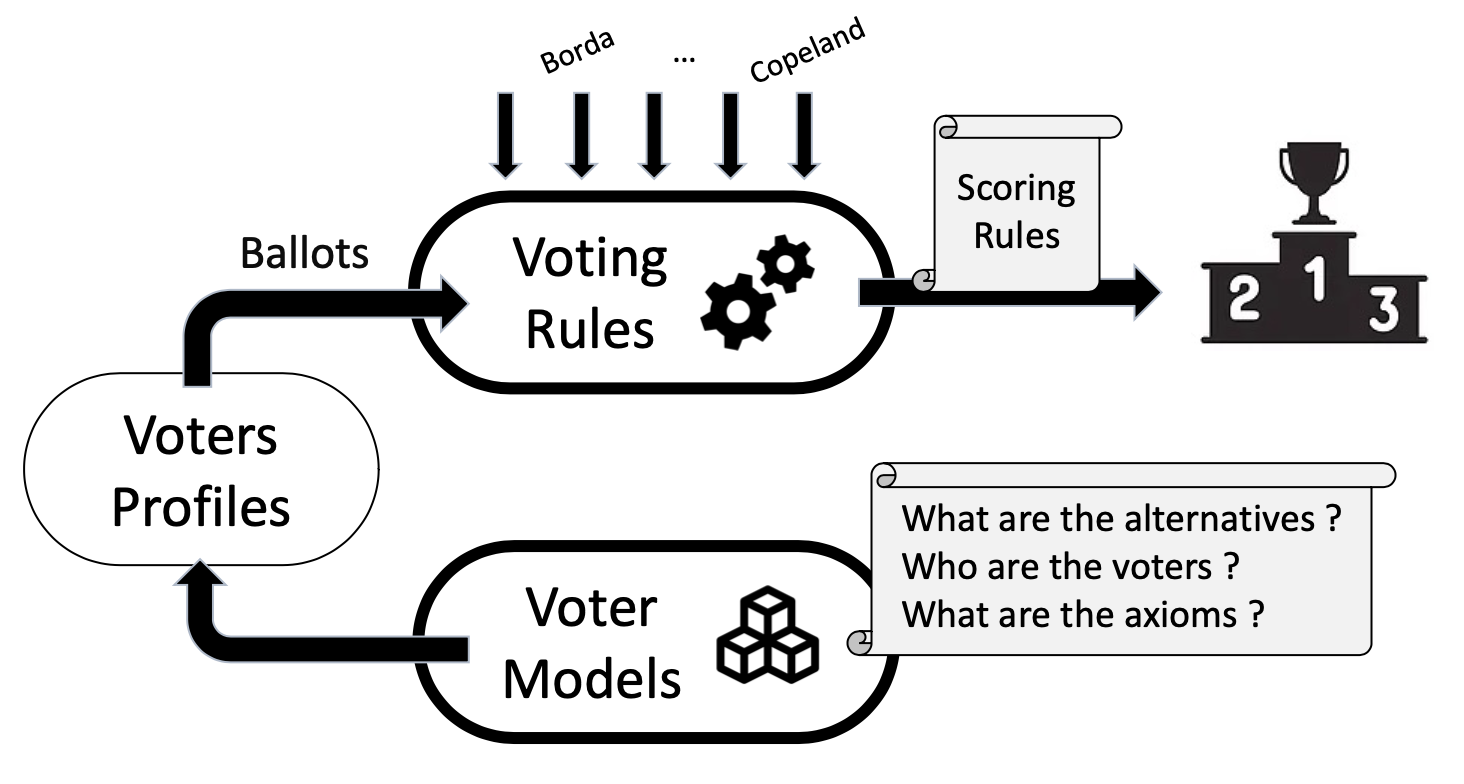 Borda
...
Copeland
Ballots
Voting
Rules
Scoring
Rules
1
2
3
Voters
Profiles
What are the alternatives ?
Who are the voters ?
What are the axioms ?
Voter
Models